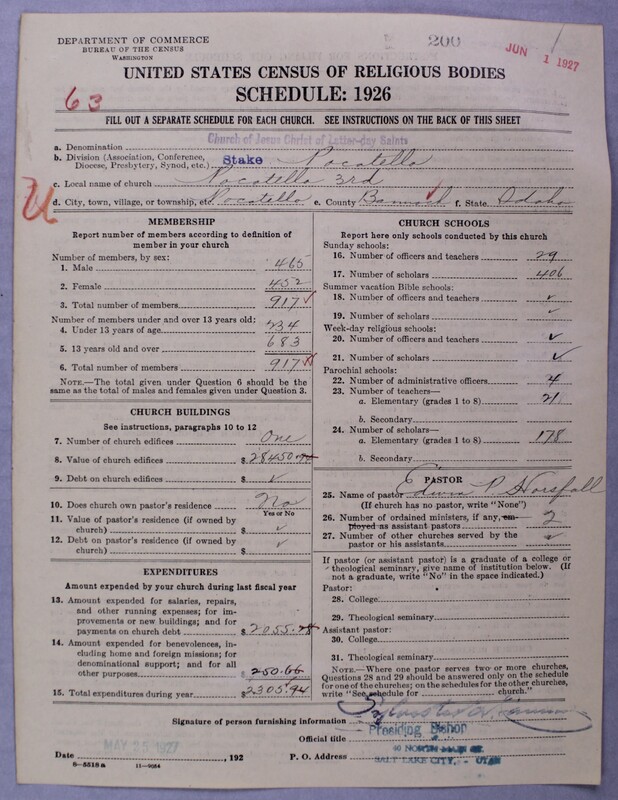 DEPARTMENT OF COMMERCE
BUREAU OF THE CENSUS
WASHINGTON
200
JUN 1 1927
UNITED STATES CENSUS OF RELIGIOUS BODIES
SCHEDULE: 1926
63
FILL OUT A SEPARATE SCHEDULE FOR EACH CHURCH. SEE INSTRUCTIONS ON THE BACK OF THIS SHEET
a. Denomination Church of Jesus Christ of Latter-day Saints
b. Division (Association, Conference, Diocese, Presbytery, Synod, etc.) Stake Pocatello
c. Local name of church Pocatello 3rd
d. City, town, village, or township, etc. Pocatello e. County Bannock f. State Idaho
MEMBERSHIP
Report number of members according to definition of
member in your church
Number of members, by sex:
1. Male 465
2. Female 452
3. Total number of members 917
Number of members under and over 13 years old:
4. Under 13 years of age 234
5. 13 years old and over 683
6. Total number of members 917
NOTE.—The total given under Question 6 should be the
same as the total of males and females given under Question 3.
CHURCH BUILDINGS
See instructions, paragraphs 10 to 12
7. Number of church edifices One
8. Value of church edifices $28450
9. Debt on church edifices $ ✓
10. Does church own pastor's residence No
Yes or No
11. Value of pastor's residence (if owned by
church) $ ✓
12. Debt on pastor's residence (if owned by
church) $ ✓
EXPENDITURES
Amount expended by your church during last fiscal year
13. Amount expended for salaries, repairs,
and other running expenses; for im-
provements or new buildings; and for
payments on church debt $2055.28
14. Amount expended for benevolences, in-
cluding home and foreign missions; for
denominational support; and for all
other purposes $250.66
15. Total expenditures during year $2305.94
CHURCH SCHOOLS
Report here only schools conducted by this church
Sunday schools:
16. Number of officers and teachers 29
17. Number of scholars 406
Summer vacation Bible schools:
18. Number of officers and teachers ✓
19. Number of scholars ✓
Week-day religious schools:
20. Number of officers and teachers ✓
21. Number of scholars ✓
Parochial schools:
22. Number of administrative officers 4
23. Number of teachers—
a. Elementary (grades 1 to 8) 21
b. Secondary
24. Number of scholars—
a. Elementary (grades 1 to 8) 178
b. Secondary
PASTOR
25. Name of pastor Edwin P Horsfall
(If church has no pastor, write "None")
26. Number of ordained ministers, if any, em-
ployed as assistant pastors 2
27. Number of other churches served by the
pastor or his assistants
If pastor (or assistant pastor) is a graduate of a college or
theological seminary, give name of institution below. (If
not a graduate, write "No" in the space indicated.)
Pastor:
28. College
29. Theological seminary
Assistant pastor:
30. College
31. Theological seminary
NOTE.—Where one pastor serves two or more churches,
Questions 28 and 29 should be answered only on the schedule
for one of the churches; on the schedules for the other churches,
write "See schedule for church."
Signature of person furnishing information Sylvester Q. Cannon
Official title Presiding Bishop
Date MAY 25 1927, 192 P. O. Address 40 NORTH MAIN ST.
SALT LAKE CITY, - UTAH
8—5518a 11—9064